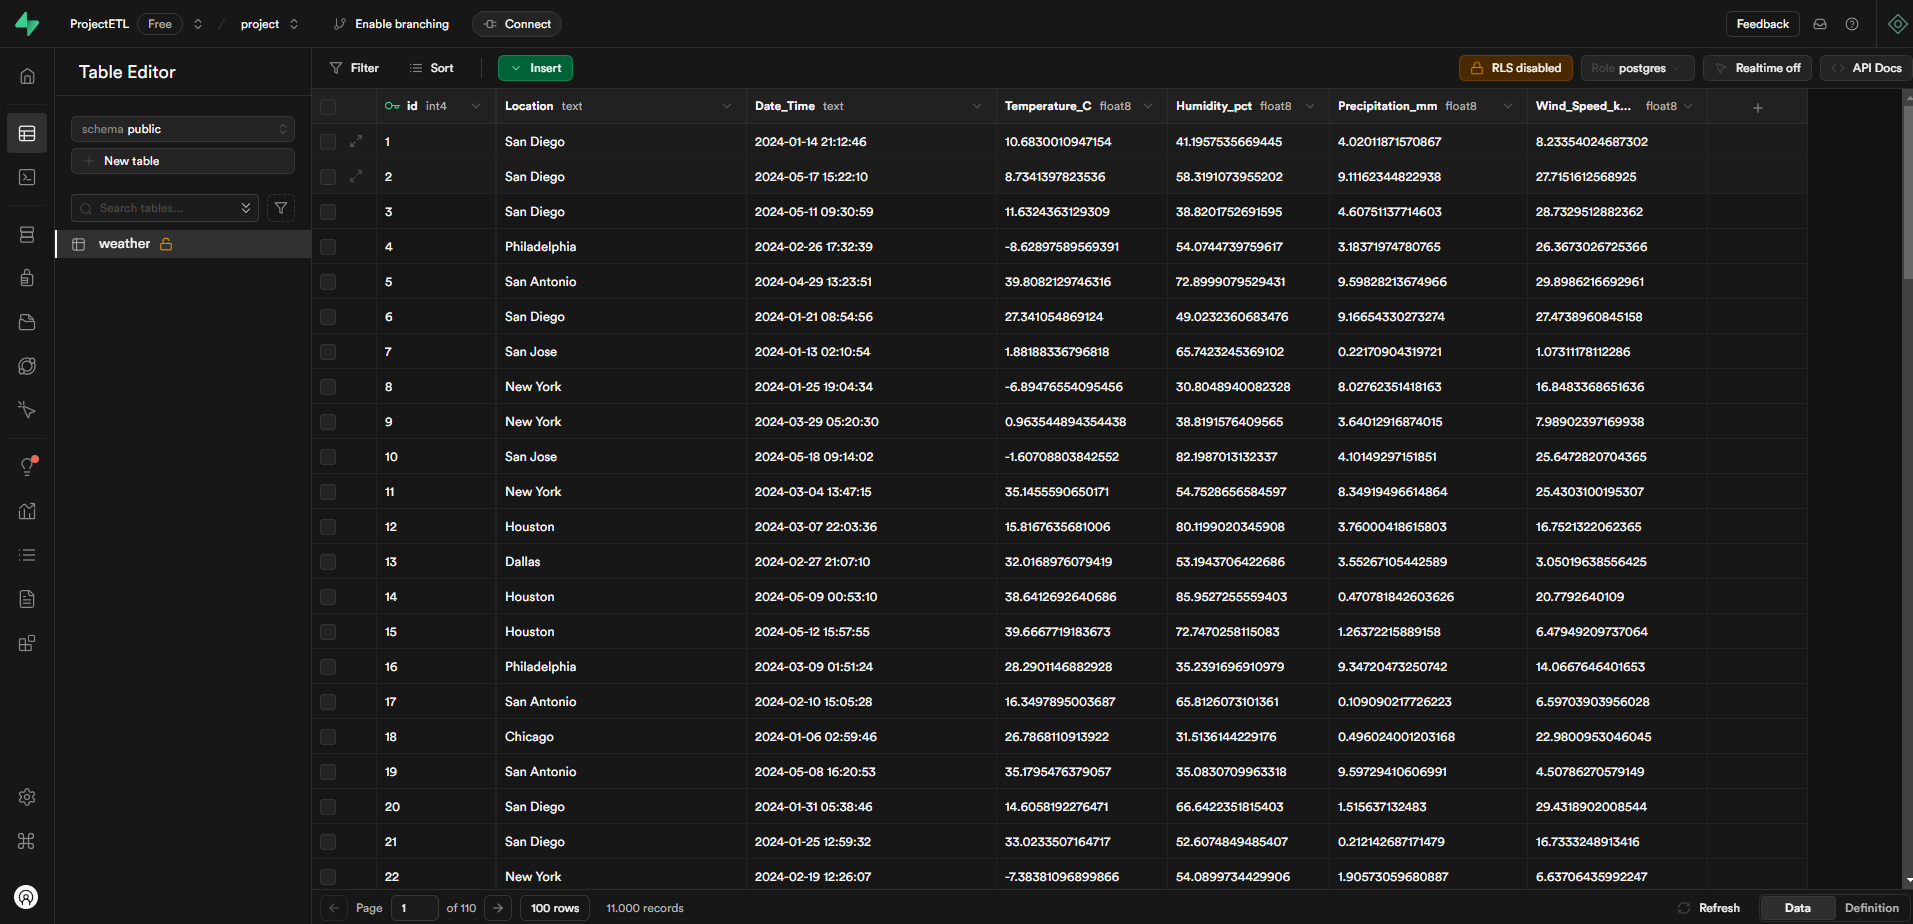 ProjectETL Free / project Enable branching Connect Feedback
Table Editor Filter Sort Insert RLS disabled Role postgres Realtime off API Docs
schema public
New table
Search tables...
weather
id int4 Location text Date_Time text Temperature_C float8 Humidity_pct float8 Precipitation_mm float8 Wind_Speed_k... float8
1 San Diego 2024-01-14 21:12:46 10.6830010947154 41.1957535669445 4.02011871570867 8.23354024687302
2 San Diego 2024-05-17 15:22:10 8.7341397823536 58.3191073955202 9.11162344822938 27.7151612568925
3 San Diego 2024-05-11 09:30:59 11.6324363129309 38.8201752691595 4.60751137714603 28.7329512882362
4 Philadelphia 2024-02-26 17:32:39 -8.62897589569391 54.0744739759617 3.18371974780765 26.3673026725366
5 San Antonio 2024-04-29 13:23:51 39.8082129746316 72.8999079529431 9.59828213674966 29.8986216692961
6 San Diego 2024-01-21 08:54:56 27.341054869124 49.0232360683476 9.16654330273274 27.4738960845158
7 San Jose 2024-01-13 02:10:54 1.88188336796818 65.7423245369102 0.22170904319721 1.07311178112286
8 New York 2024-01-25 19:04:34 -6.89476554095456 30.8048940082328 8.02762351418163 16.8483368651636
9 New York 2024-03-29 05:20:30 0.963544894354438 38.8191576409565 3.64012916874015 7.98902397169938
10 San Jose 2024-05-18 09:14:02 -1.60708803842552 82.1987013132337 4.10149297151851 25.6472820704365
11 New York 2024-03-04 13:47:15 35.1455590650171 54.7528656584597 8.34919496614864 25.4303100195307
12 Houston 2024-03-07 22:03:36 15.8167635681006 80.1199020345908 3.76000418615803 16.7521322062365
13 Dallas 2024-02-27 21:07:10 32.0168976079419 53.1943706422686 3.55267105442589 3.05019638556425
14 Houston 2024-05-09 00:53:10 38.6412692640686 85.9527255559403 0.470781842603626 20.7792640109
15 Houston 2024-05-12 15:57:55 39.6667719183673 72.7470258115083 1.26372215889158 6.47949209737064
16 Philadelphia 2024-03-09 01:51:24 28.2901146882928 35.2391696910979 9.34720473250742 14.0667646401653
17 San Antonio 2024-02-10 15:05:28 16.3497895003687 65.8126073101361 0.109090217726223 6.59703903956028
18 Chicago 2024-01-06 02:59:46 26.7868110913922 31.5136144229176 0.496024001203168 22.9800953046045
19 San Antonio 2024-05-08 16:20:53 35.1795476379057 35.0830709963318 9.59729410606991 4.50786270579149
20 San Diego 2024-01-31 05:38:46 14.6058192276471 66.6422351815403 1.515637132483 29.4318902008544
21 San Diego 2024-01-25 12:59:32 33.0233507164717 52.6074849485407 0.212142687171479 16.7333248913416
22 New York 2024-02-19 12:26:07 -7.38381096899866 54.0899734429906 1.90573059680887 6.63706435992247
Page 1 of 110 100 rows 11.000 records Refresh Data Definition